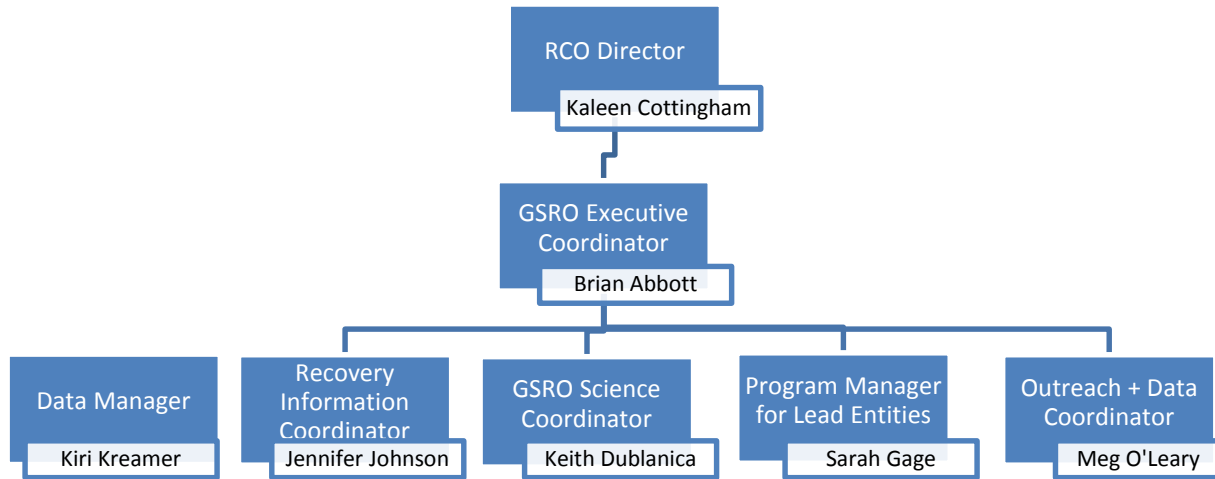 RCO Director
Kaleen Cottingham
GSRO Executive
Coordinator
Brian Abbott
Data Manager
Kiri Kreamer
Recovery
Information
Coordinator
Jennifer Johnson
GSRO Science
Coordinator
Keith Dublanica
Program Manager
for Lead Entities
Sarah Gage
Outreach + Data
Coordinator
Meg O'Leary